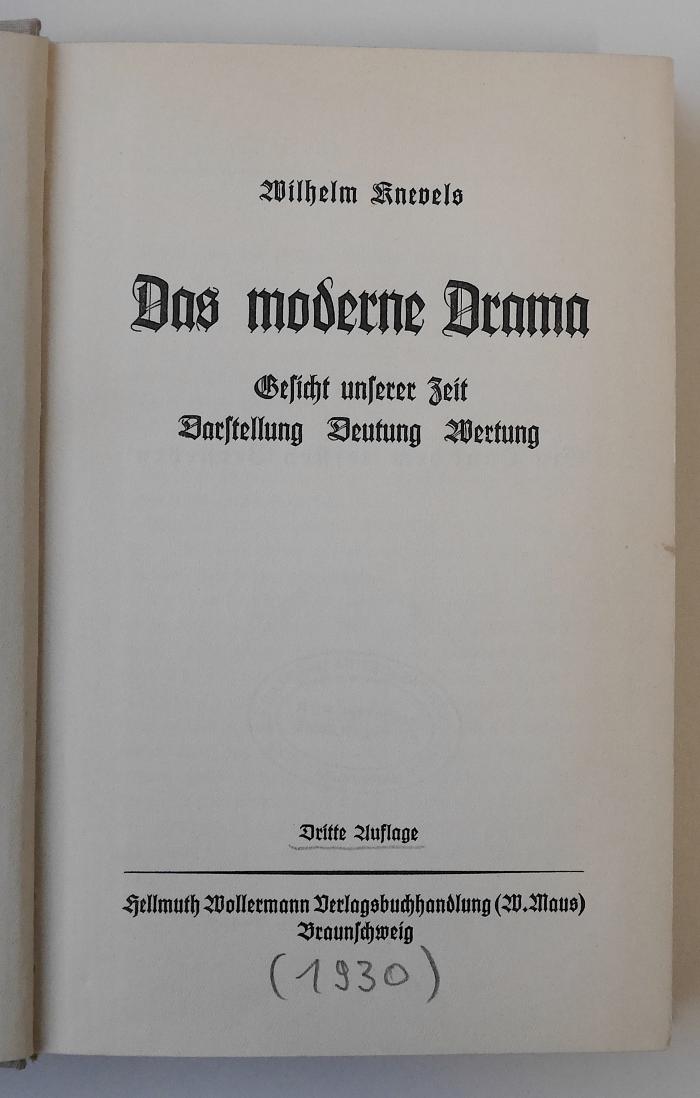 Wilhelm Knevels
Das moderne Drama
Gesicht unserer Zeit
Darstellung Deutung Wertung
Dritte Auflage
Hellmuth Wollermann Verlagsbuchhandlung (W. Maus)
Braunschweig
(1930)